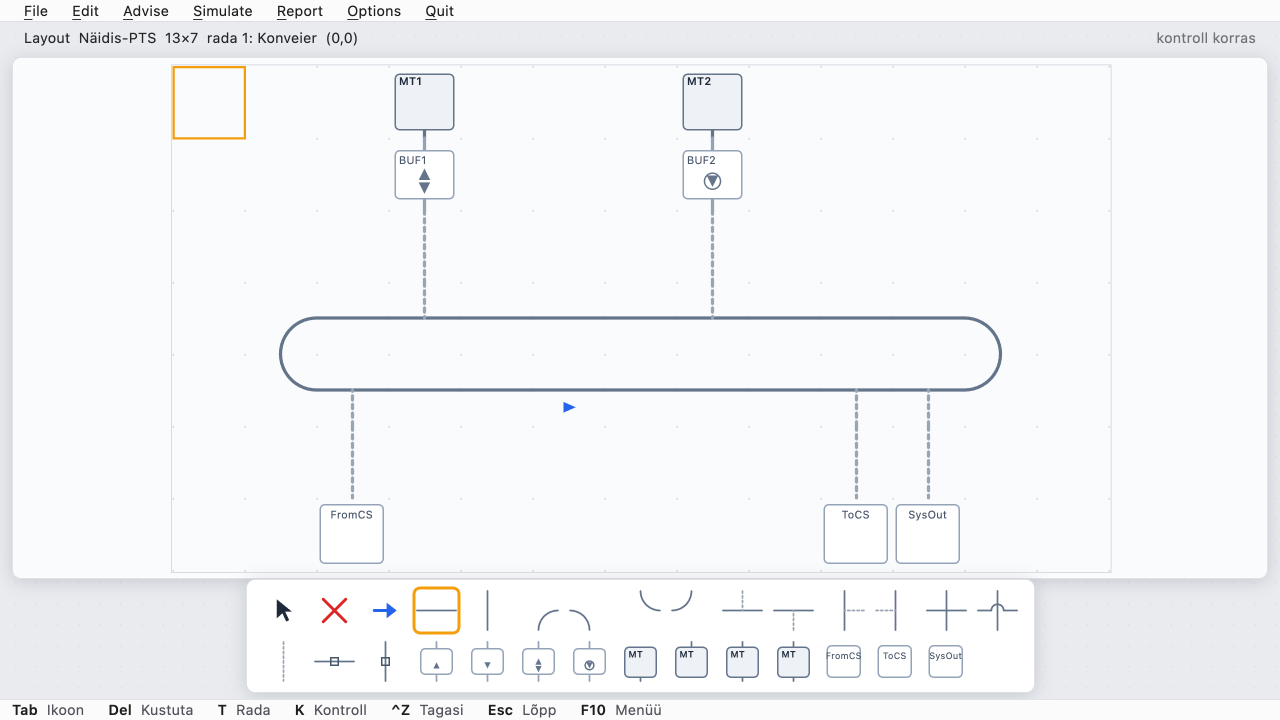 File Edit Advise Simulate Report Options Quit
Layout Näidis-PTS 13×7 rada 1: Konveier (0,0) kontroll korras
MT1 MT2
BUF1 BUF2
FromCS ToCS SysOut
MT MT MT MT FromCS ToCS SysOut
Tab Ikoon Del Kustuta T Rada K Kontroll ^Z Tagasi Esc Lõpp F10 Menüü